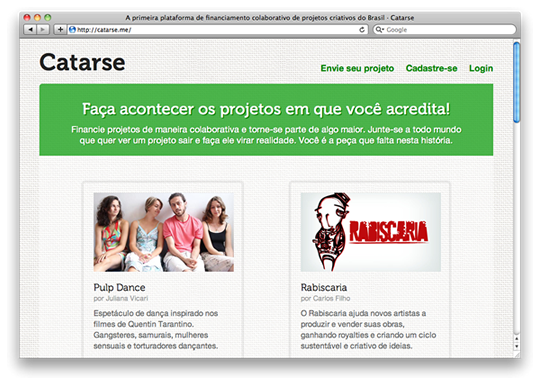 A primeira plataforma de financiamento colaborativo de projetos criativos do Brasil - Catarse
http://catarse.me/
Google
Catarse
Envie seu projeto Cadastre-se Login
Faça acontecer os projetos em que você acredita!
Financie projetos de maneira colaborativa e torne-se parte de algo maior. Junte-se a todo mundo
que quer ver um projeto sair e faça ele virar realidade. Você é a peça que falta nesta história.
RABISCARIA
Pulp Dance
por Juliana Vicari
Espetáculo de dança inspirado nos
filmes de Quentin Tarantino.
Gangsteres, samurais, mulheres
sensuais e torturadores dançantes.
Rabiscaria
por Carlos Filho
O Rabiscaria ajuda novos artistas a
produzir e vender suas obras,
ganhando royalties e criando um ciclo
sustentável e criativo de ideias.